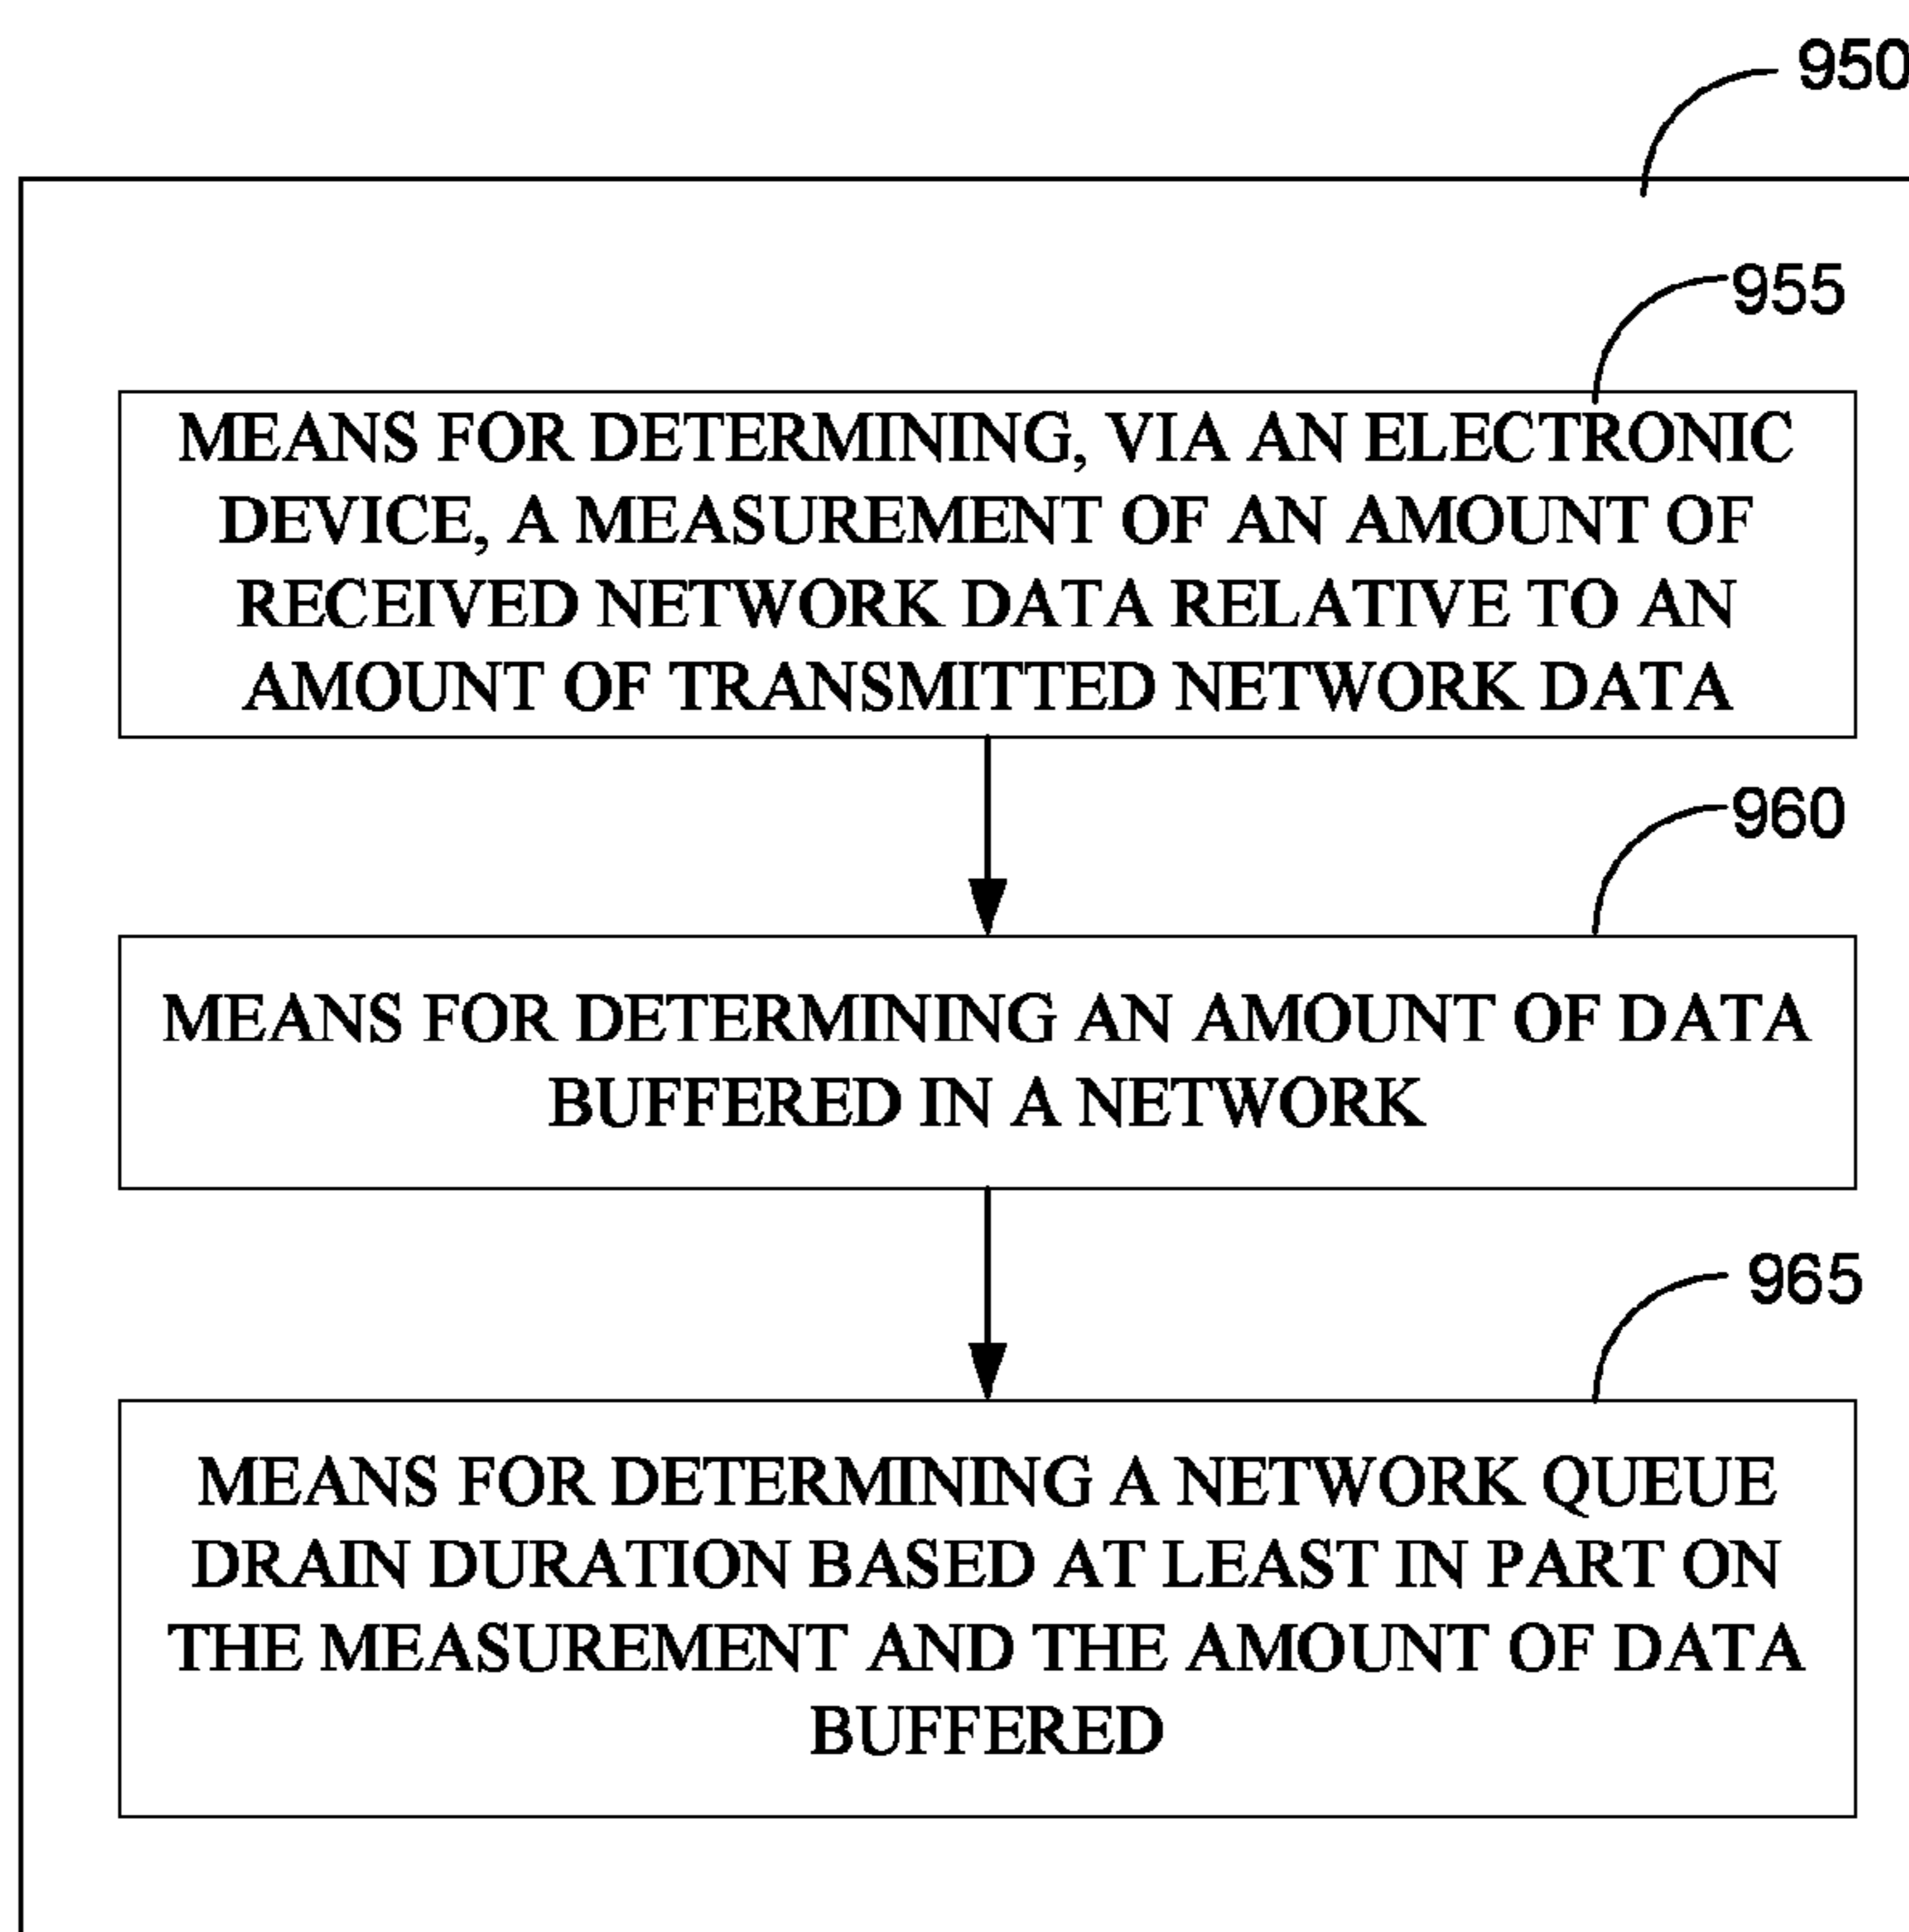 950
955
MEANS FOR DETERMINING, VIA AN ELECTRONIC
DEVICE, A MEASUREMENT OF AN AMOUNT OF
RECEIVED NETWORK DATA RELATIVE TO AN
AMOUNT OF TRANSMITTED NETWORK DATA
960
MEANS FOR DETERMINING AN AMOUNT OF DATA
BUFFERED IN A NETWORK
965
MEANS FOR DETERMINING A NETWORK QUEUE
DRAIN DURATION BASED AT LEAST IN PART ON
THE MEASUREMENT AND THE AMOUNT OF DATA
BUFFERED